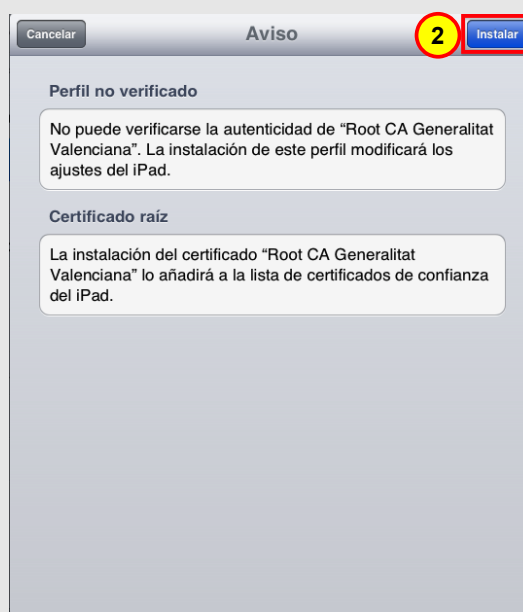 Cancelar
Aviso
2
Instalar
Perfil no verificado
No puede verificarse la autenticidad de “Root CA Generalitat
Valenciana”. La instalación de este perfil modificará los
ajustes del iPad.
Certificado raíz
La instalación del certificado “Root CA Generalitat
Valenciana” lo añadirá a la lista de certificados de confianza
del iPad.